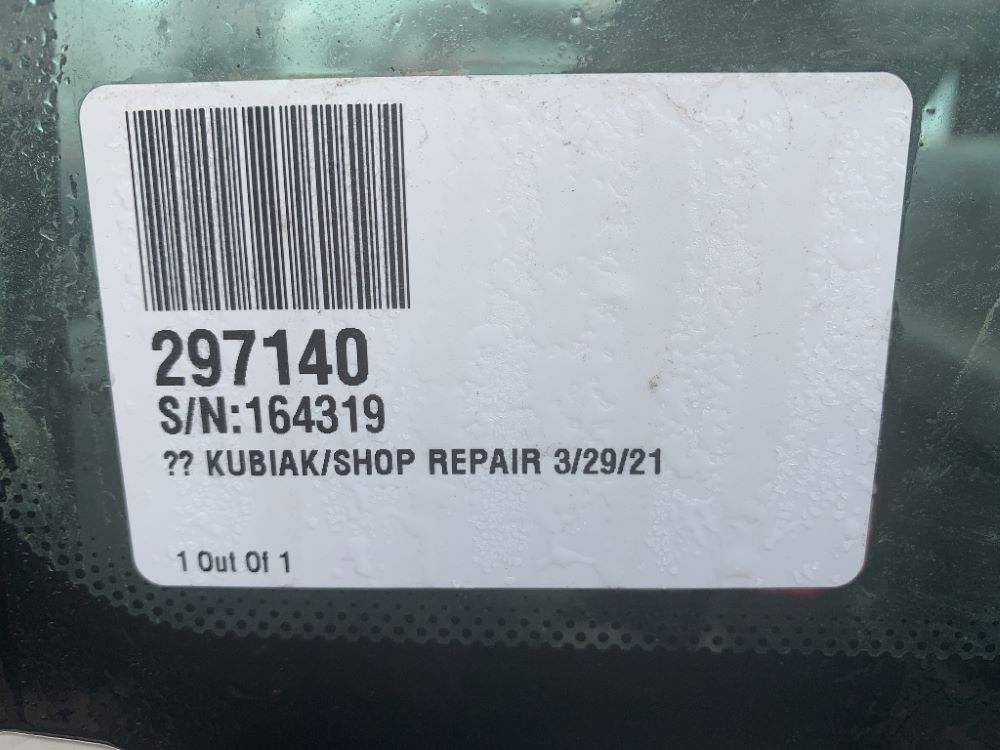 297140
S/N:164319
?? KUBIAK/SHOP REPAIR 3/29/21
1 Out Of 1